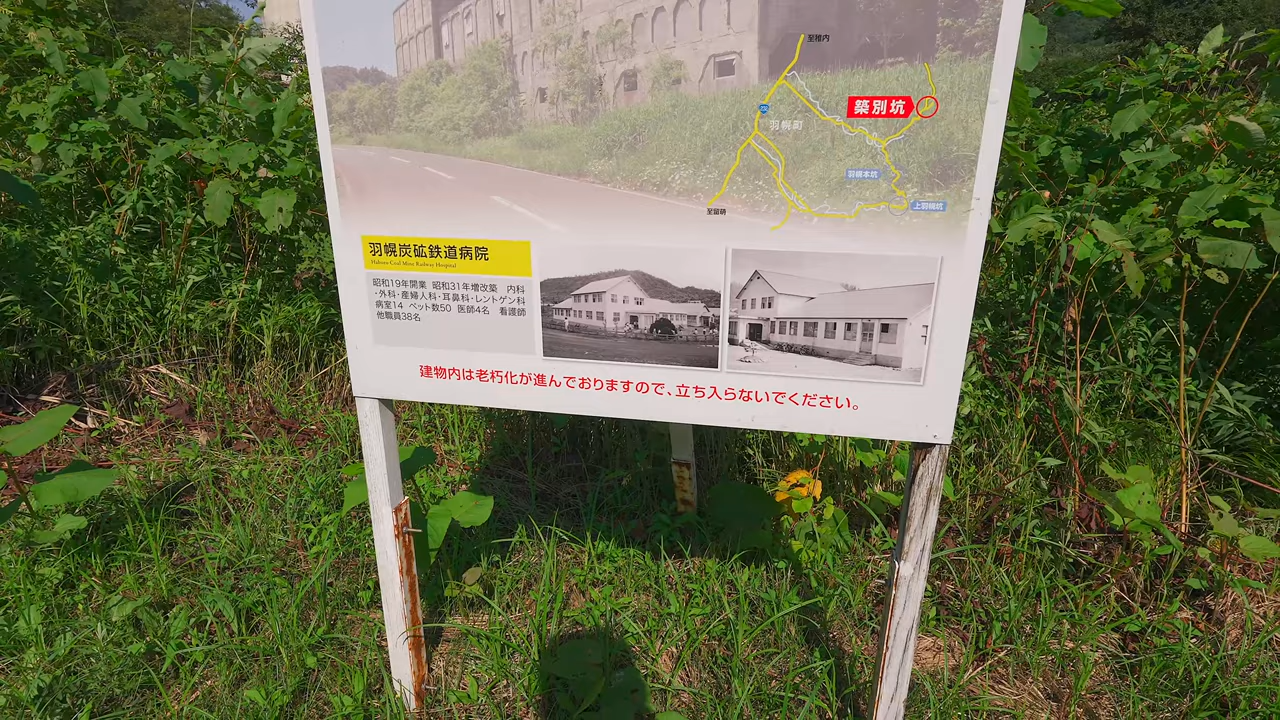 至稚内
232
築別坑
羽幌町
羽幌本坑
上羽幌坑
至留萌
羽幌炭砿鉄道病院
Haboro Coal Mine Railway Hospital
昭和19年開業 昭和31年増改築 内科
・外科・産婦人科・耳鼻科・レントゲン科
病室14 ベット数50 医師4名 看護師
他職員38名
建物内は老朽化が進んでおりますので、立ち入らないでください。